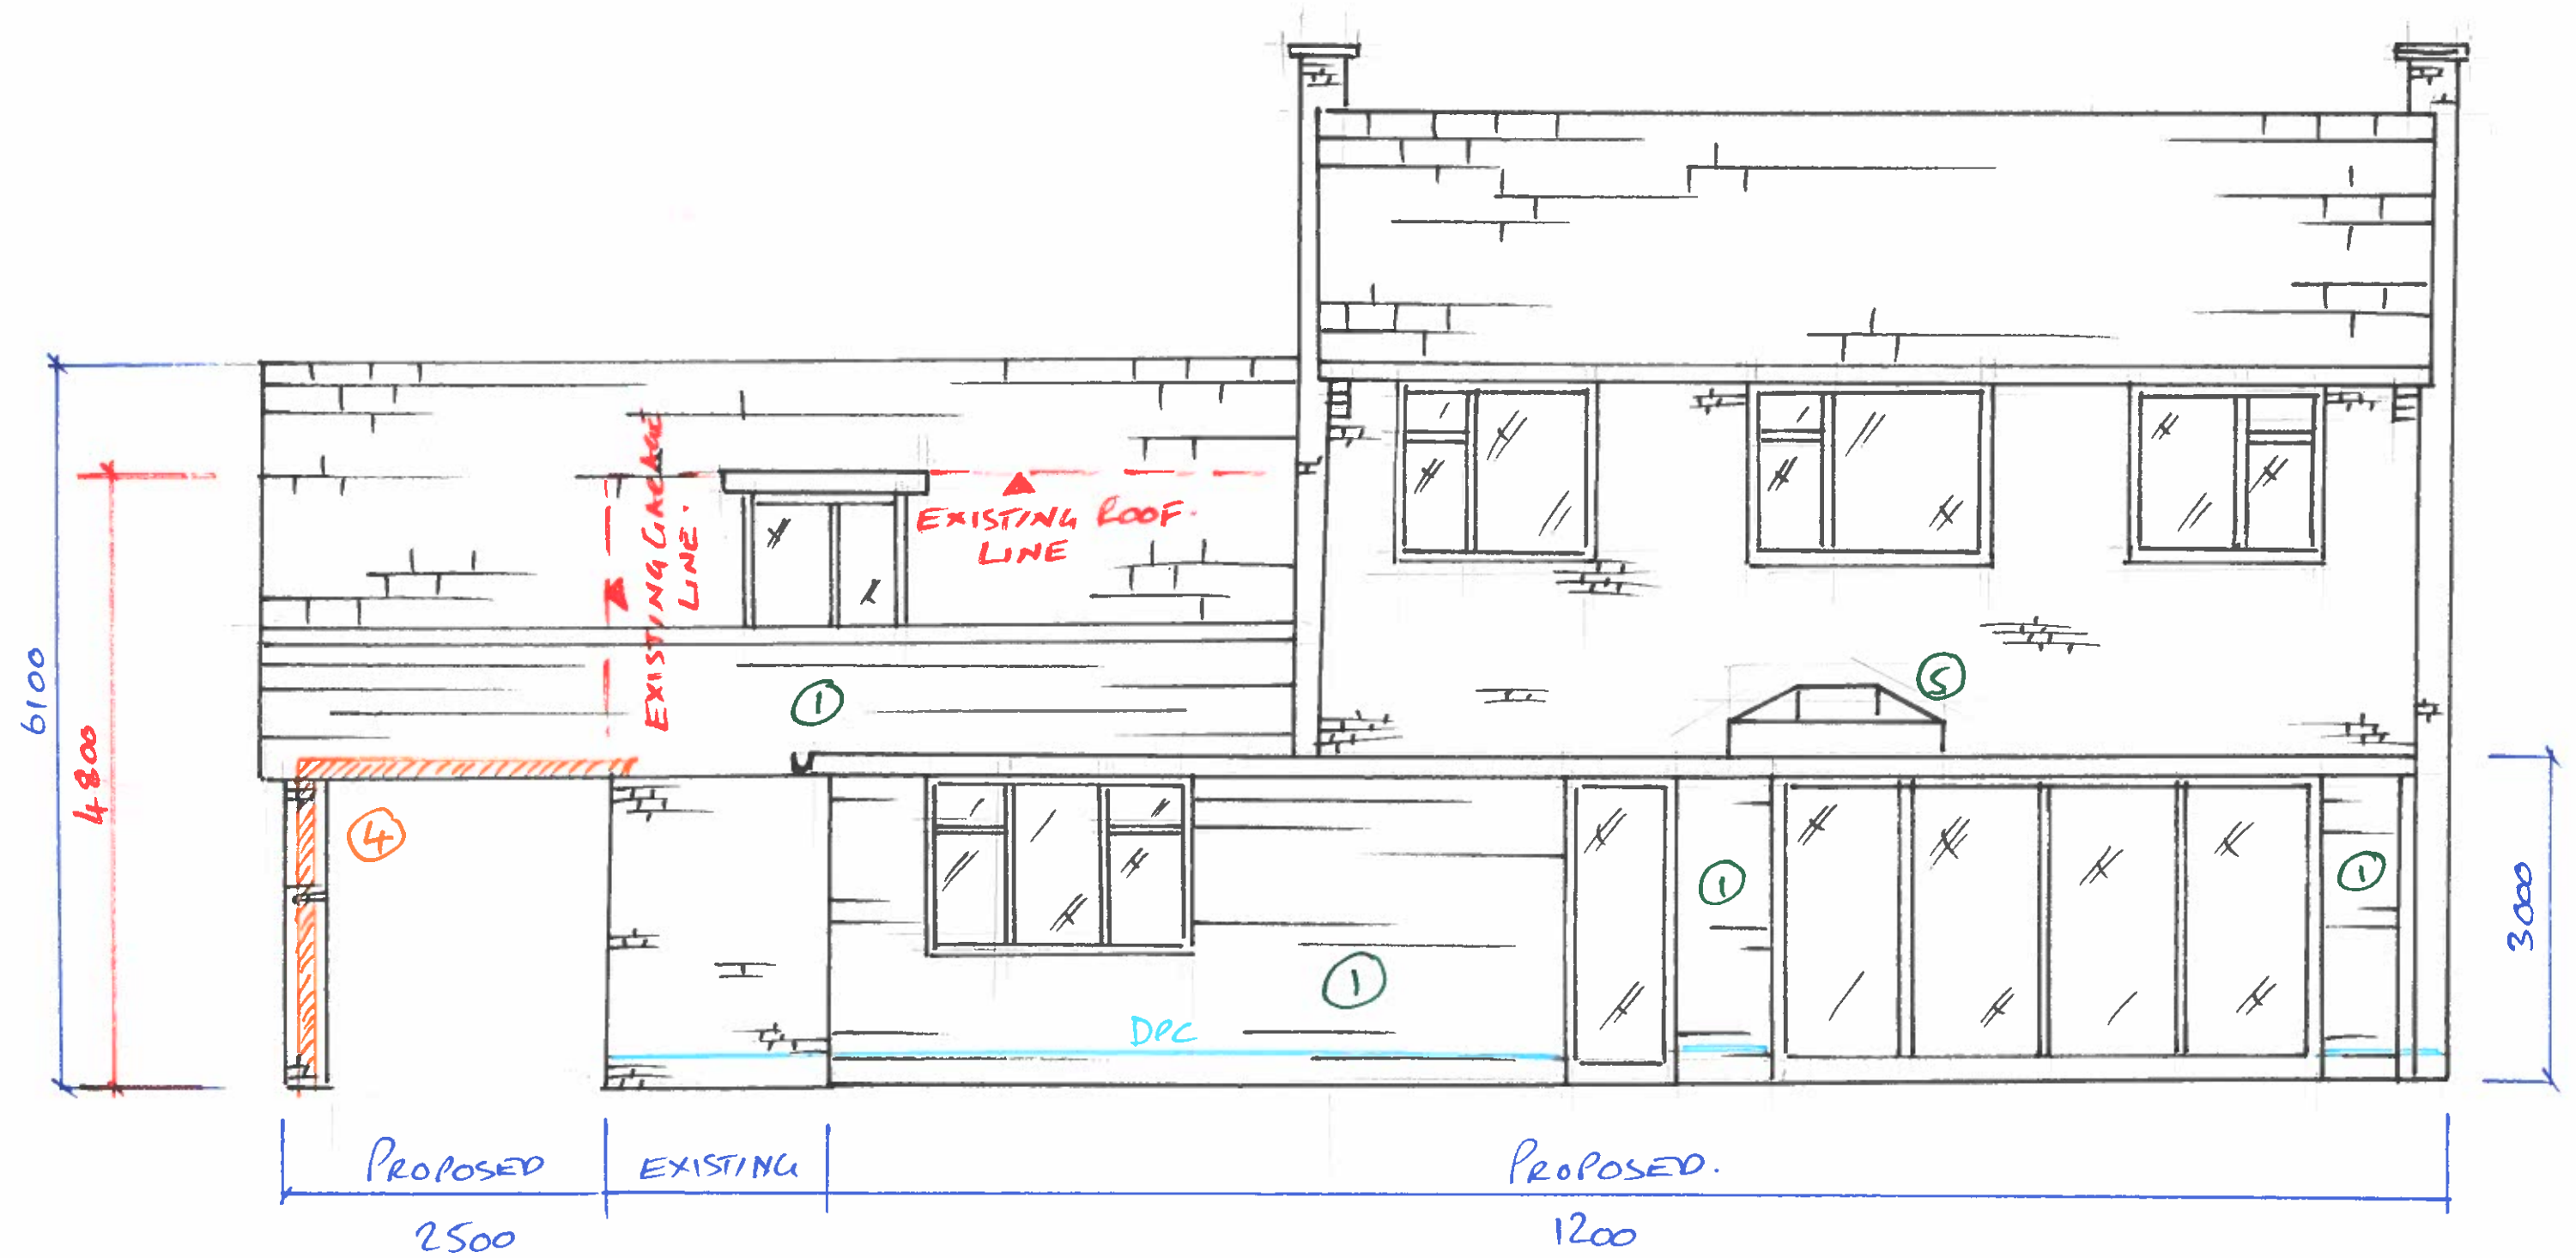 EXISTING GARAGE
LINE.
EXISTING ROOF.
LINE
6100
4800
1
5
4
1
1
1
3000
DPC
PROPOSED
EXISTING
PROPOSED.
2500
1200